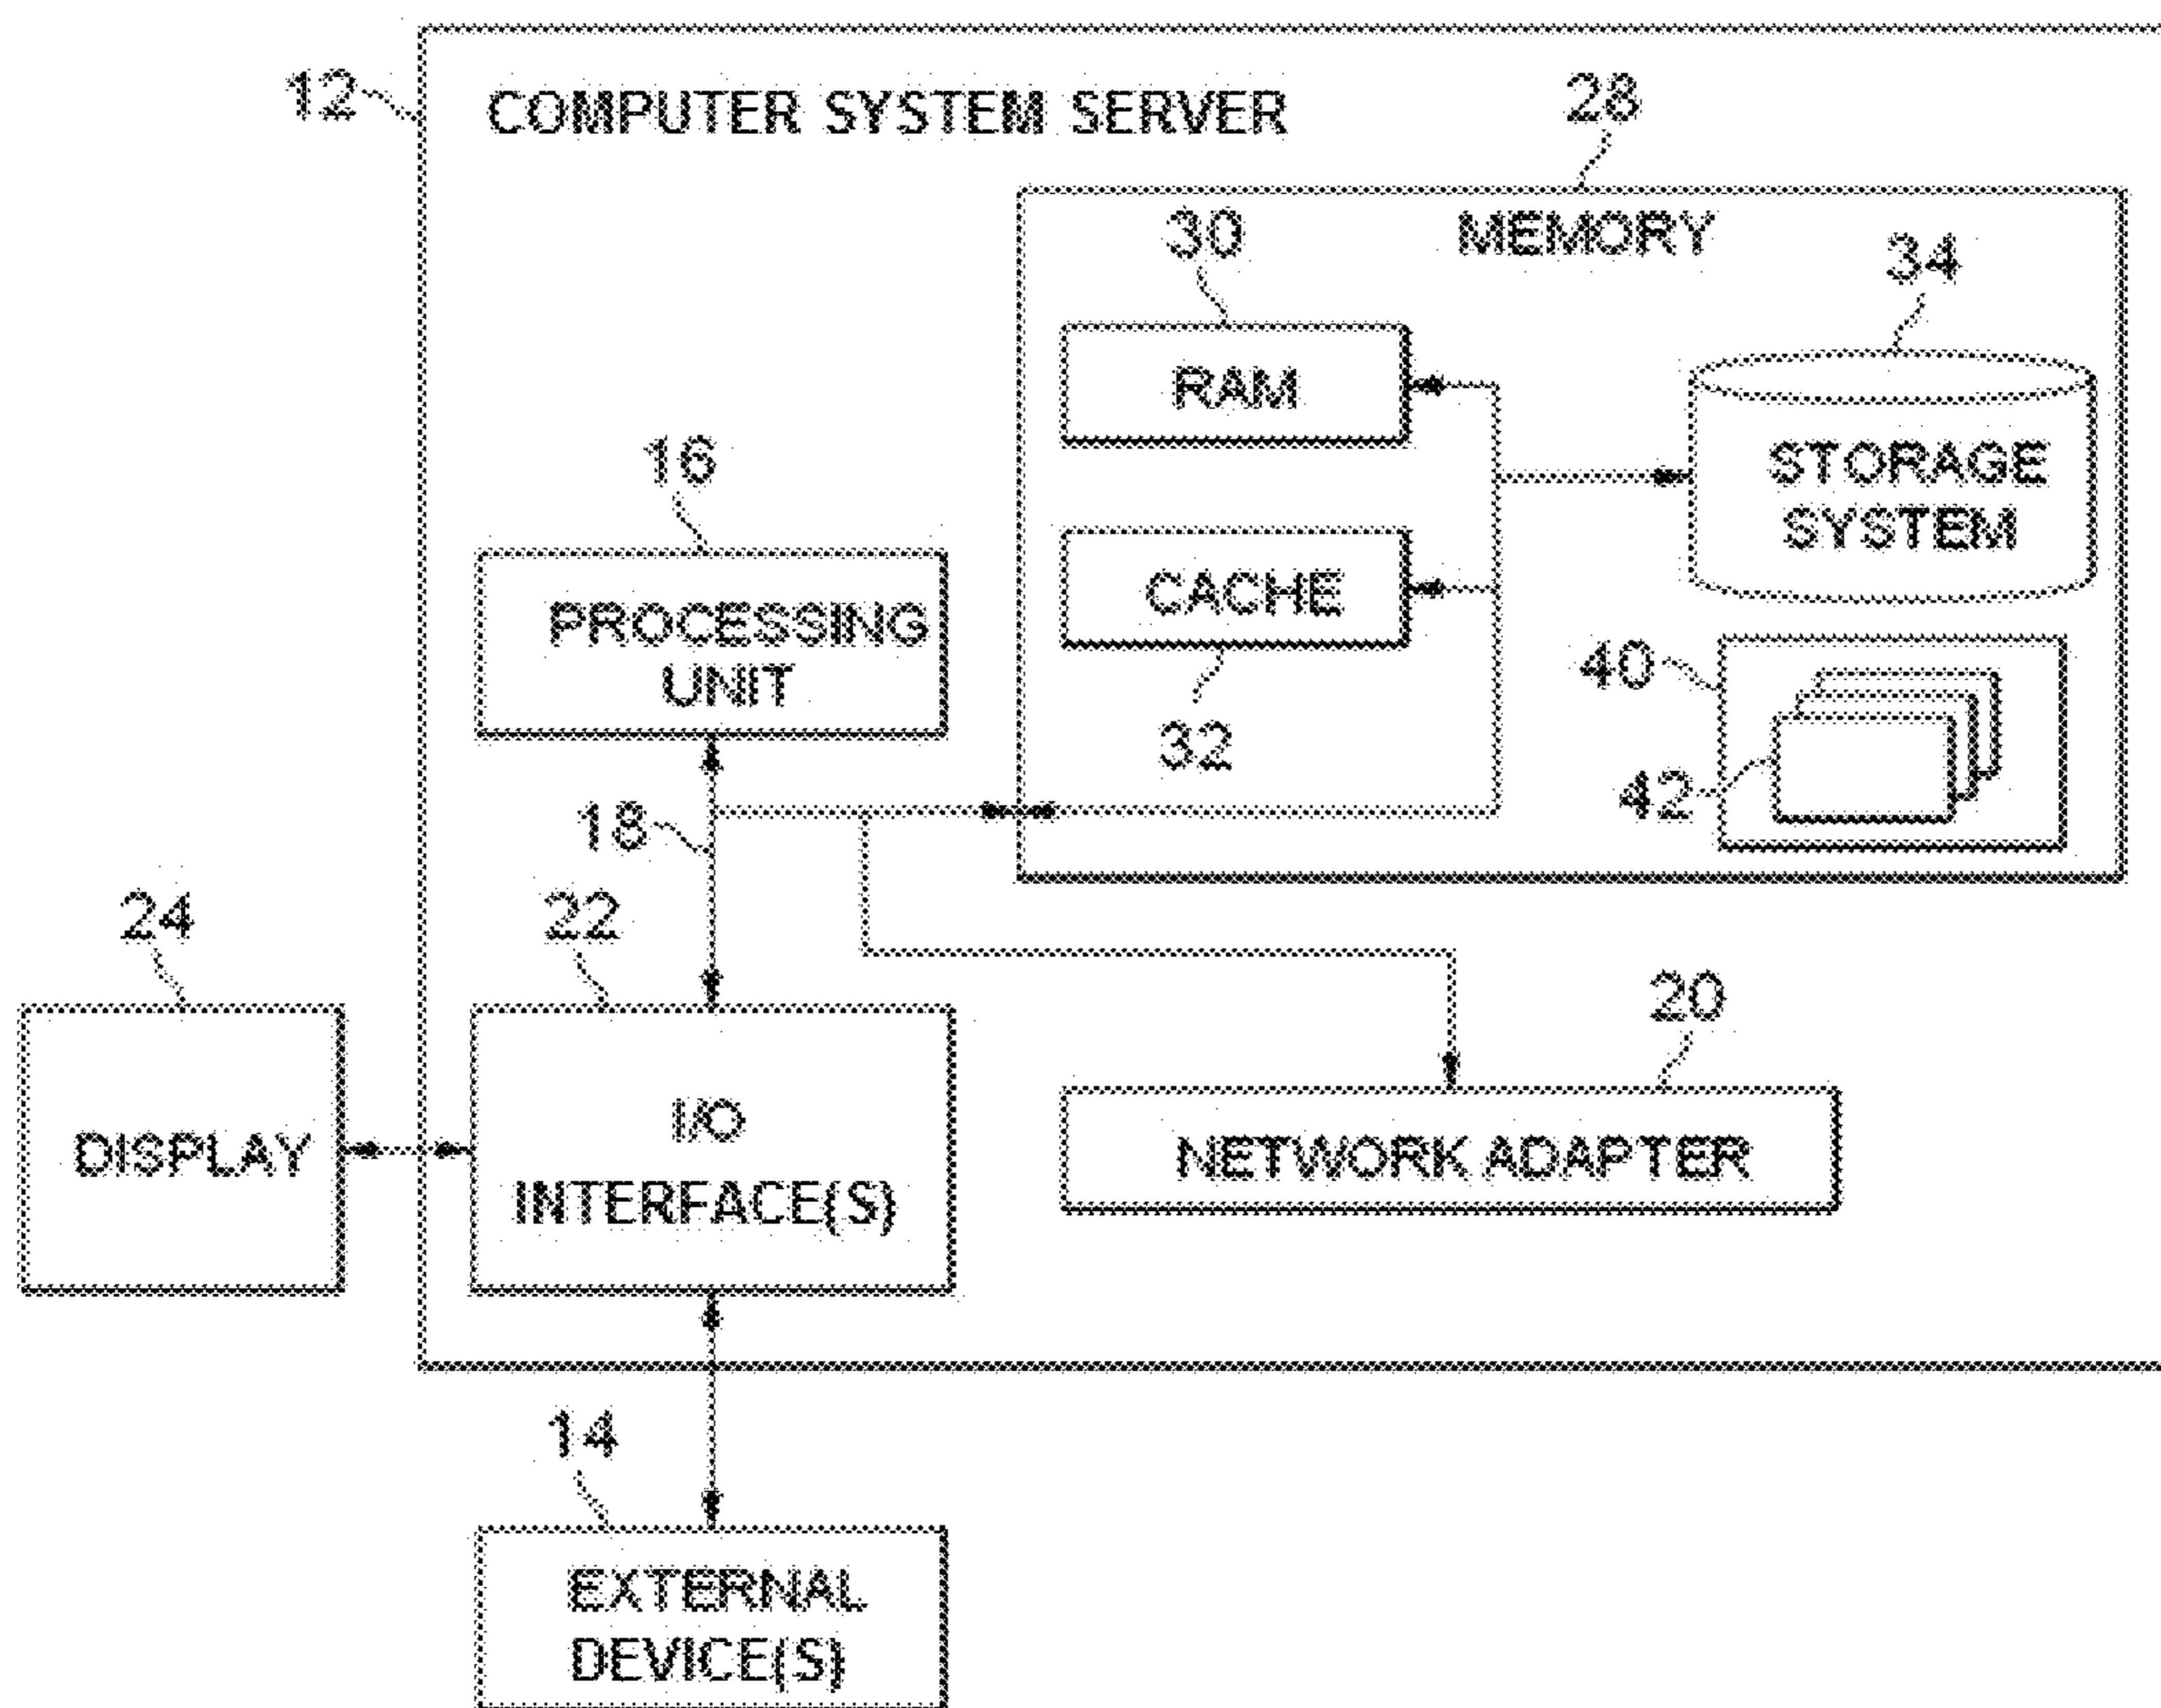 12
COMPUTER SYSTEM SERVER
28
MEMORY
30
34
RAM
STORAGE
SYSTEM
16
PROCESSING
UNIT
CACHE
32
40
42
18
24
22
20
DISPLAY
I/O
INTERFACE(S)
NETWORK ADAPTER
14
EXTERNAL
DEVICE(S)